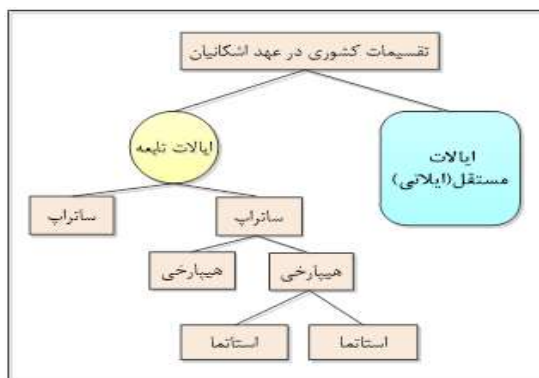 تقسیمات کشوری در عهد اشکانیان
ایالات
مستقل(ایلاتی)
ایالات تابعه
ساتراپ
ساتراپ
هیپارخی
هیپارخی
استاتما
استاتما